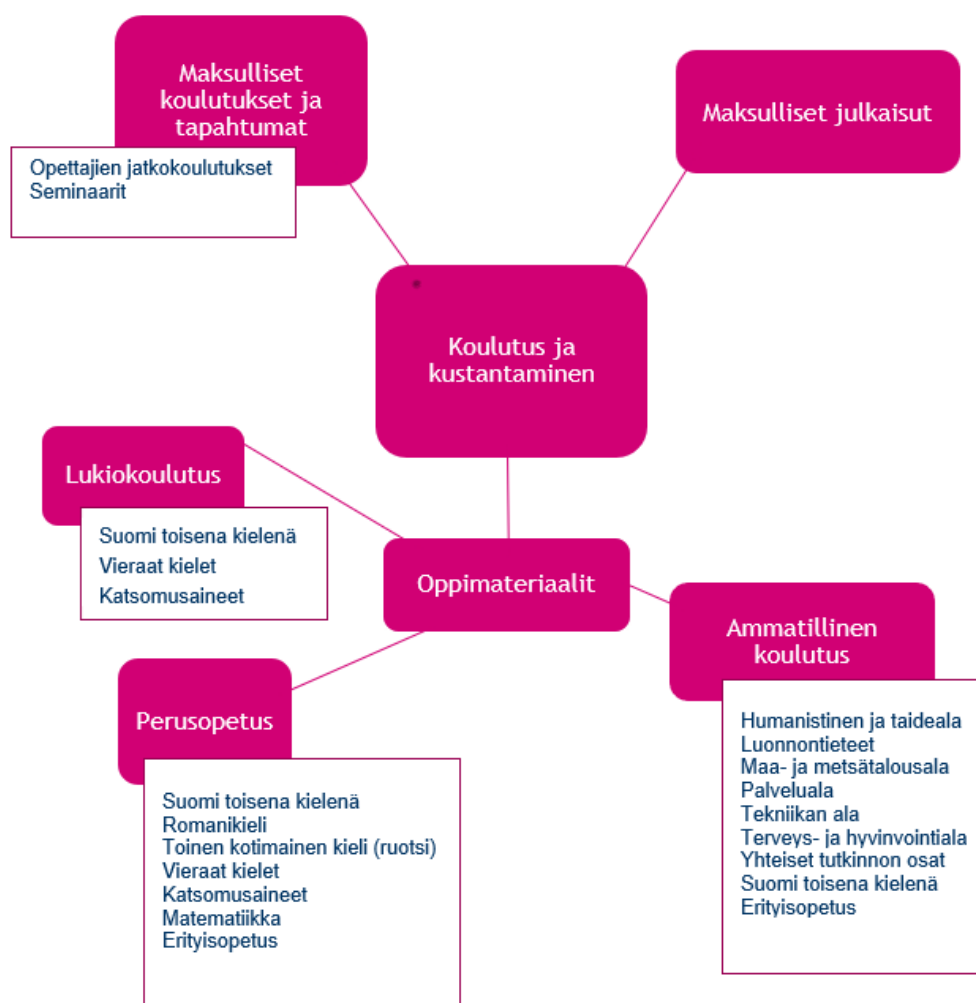 Maksulliset
koulutukset ja
tapahtumat
Opettajien jatkokoulutukset
Seminaarit
Maksulliset julkaisut
Koulutus ja
kustantaminen
Lukiokoulutus
Suomi toisena kielenä
Vieraat kielet
Katsomusaineet
Oppimateriaalit
Ammatillinen
koulutus
Humanistinen ja taideala
Luonnontieteet
Maa- ja metsätalousala
Palveluala
Tekniikan ala
Terveys- ja hyvinvointiala
Yhteiset tutkinnon osat
Suomi toisena kielenä
Erityisopetus
Perusopetus
Suomi toisena kielenä
Romanikieli
Toinen kotimainen kieli (ruotsi)
Vieraat kielet
Katsomusaineet
Matematiikka
Erityisopetus